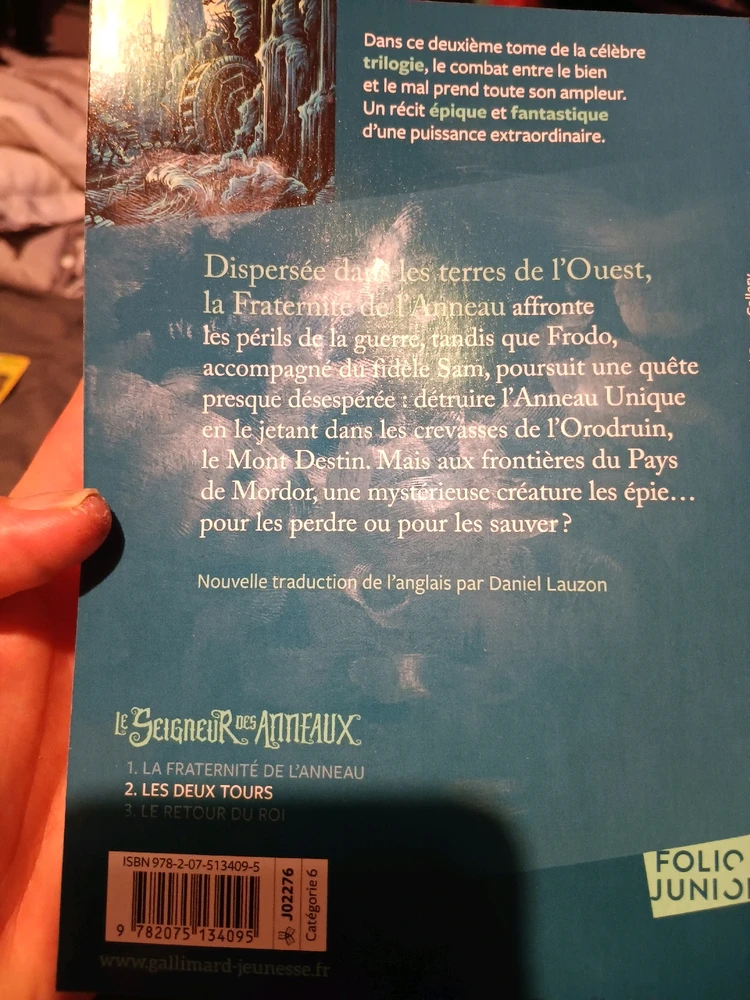 Dans ce deuxième tome de la célèbre
trilogie, le combat entre le bien
et le mal prend toute son ampleur.
Un récit épique et fantastique
d'une puissance extraordinaire.
Dispersée dans les terres de l'Ouest,
la Fraternité de l'Anneau affronte
les périls de la guerre, tandis que Frodo,
accompagné du fidèle Sam, poursuit une quête
presque désespérée : détruire l'Anneau Unique
en le jetant dans les crevasses de l'Orodruin,
le Mont Destin. Mais aux frontières du Pays
de Mordor, une mystérieuse créature les épie…
pour les perdre ou pour les sauver ?
Nouvelle traduction de l'anglais par Daniel Lauzon
LE SEIGNEUR DES ANNEAUX
1. LA FRATERNITÉ DE L'ANNEAU
2. LES DEUX TOURS
3. LE RETOUR DU ROI
ISBN 978-2-07-513409-5
9 782075 134095
J02276
Catégorie 6
www.gallimard-jeunesse.fr
FOLIO
JUNIOR